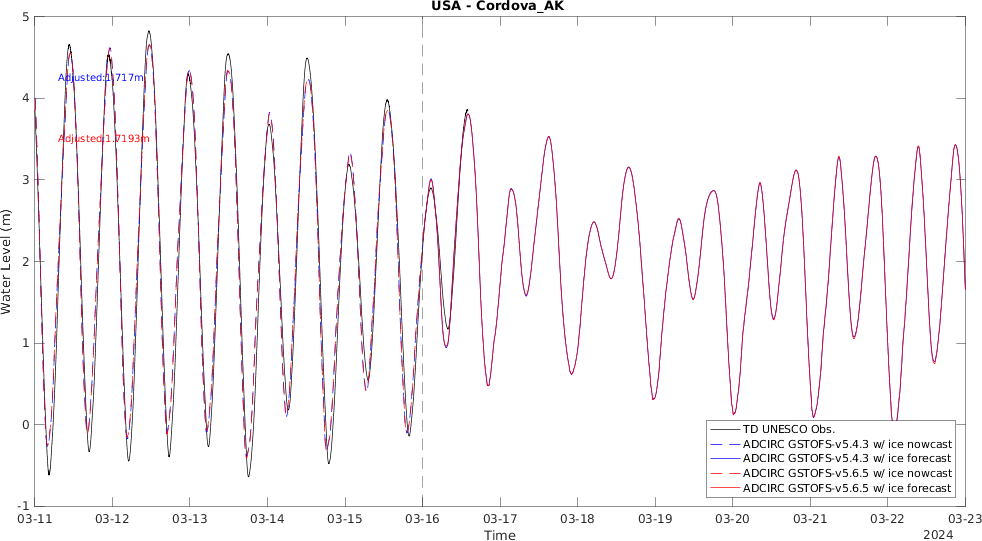 USA - Cordova_AK
5
4
3
2
1
0
-1
Water Level (m)
Adjusted:1.717m
Adjusted:1.7193m
TD UNESCO Obs.
ADCIRC GSTOFS-v5.4.3 w/ ice nowcast
ADCIRC GSTOFS-v5.4.3 w/ ice forecast
ADCIRC GSTOFS-v5.6.5 w/ ice nowcast
ADCIRC GSTOFS-v5.6.5 w/ ice forecast
03-11 03-12 03-13 03-14 03-15 03-16 03-17 03-18 03-19 03-20 03-21 03-22 03-23
Time
2024